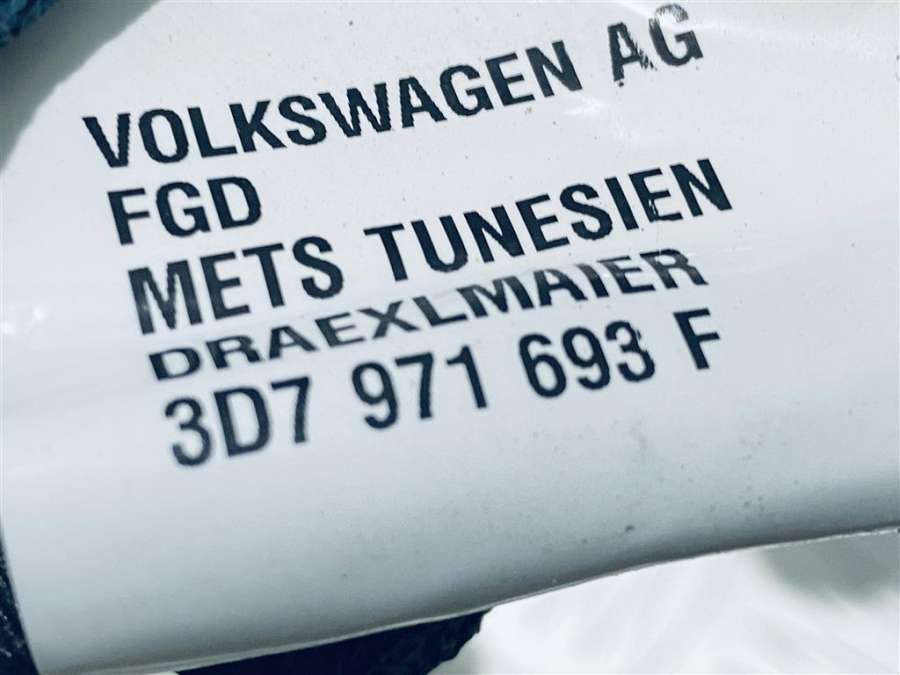 VOLKSWAGEN AG
FGD
METS TUNESIEN
DRAEXLMAIER
3D7 971 693 F